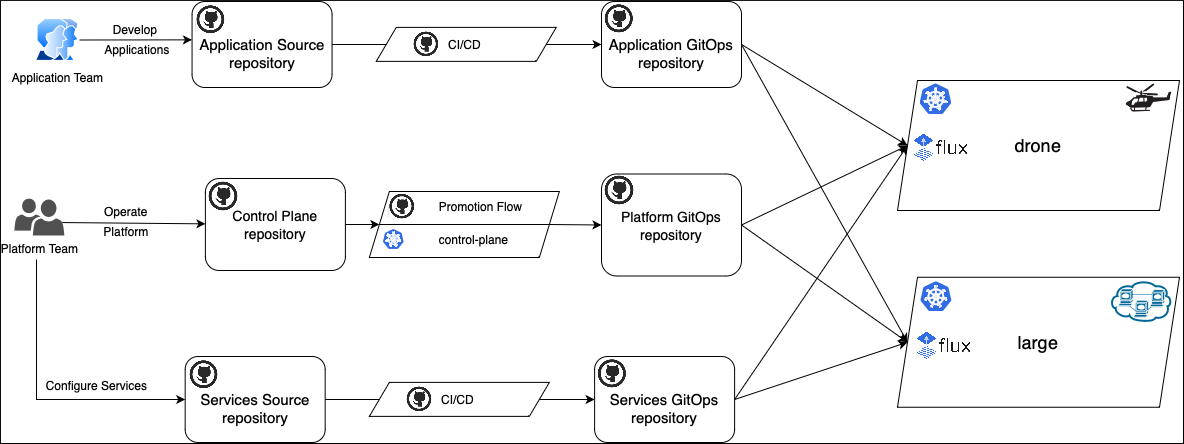 Develop
Applications
Application Team
Application Source
repository
CI/CD
Application GitOps
repository
flux
drone
Operate
Platform
Platform Team
Control Plane
repository
Promotion Flow
control-plane
Platform GitOps
repository
flux
large
Configure Services
Services Source
repository
CI/CD
Services GitOps
repository